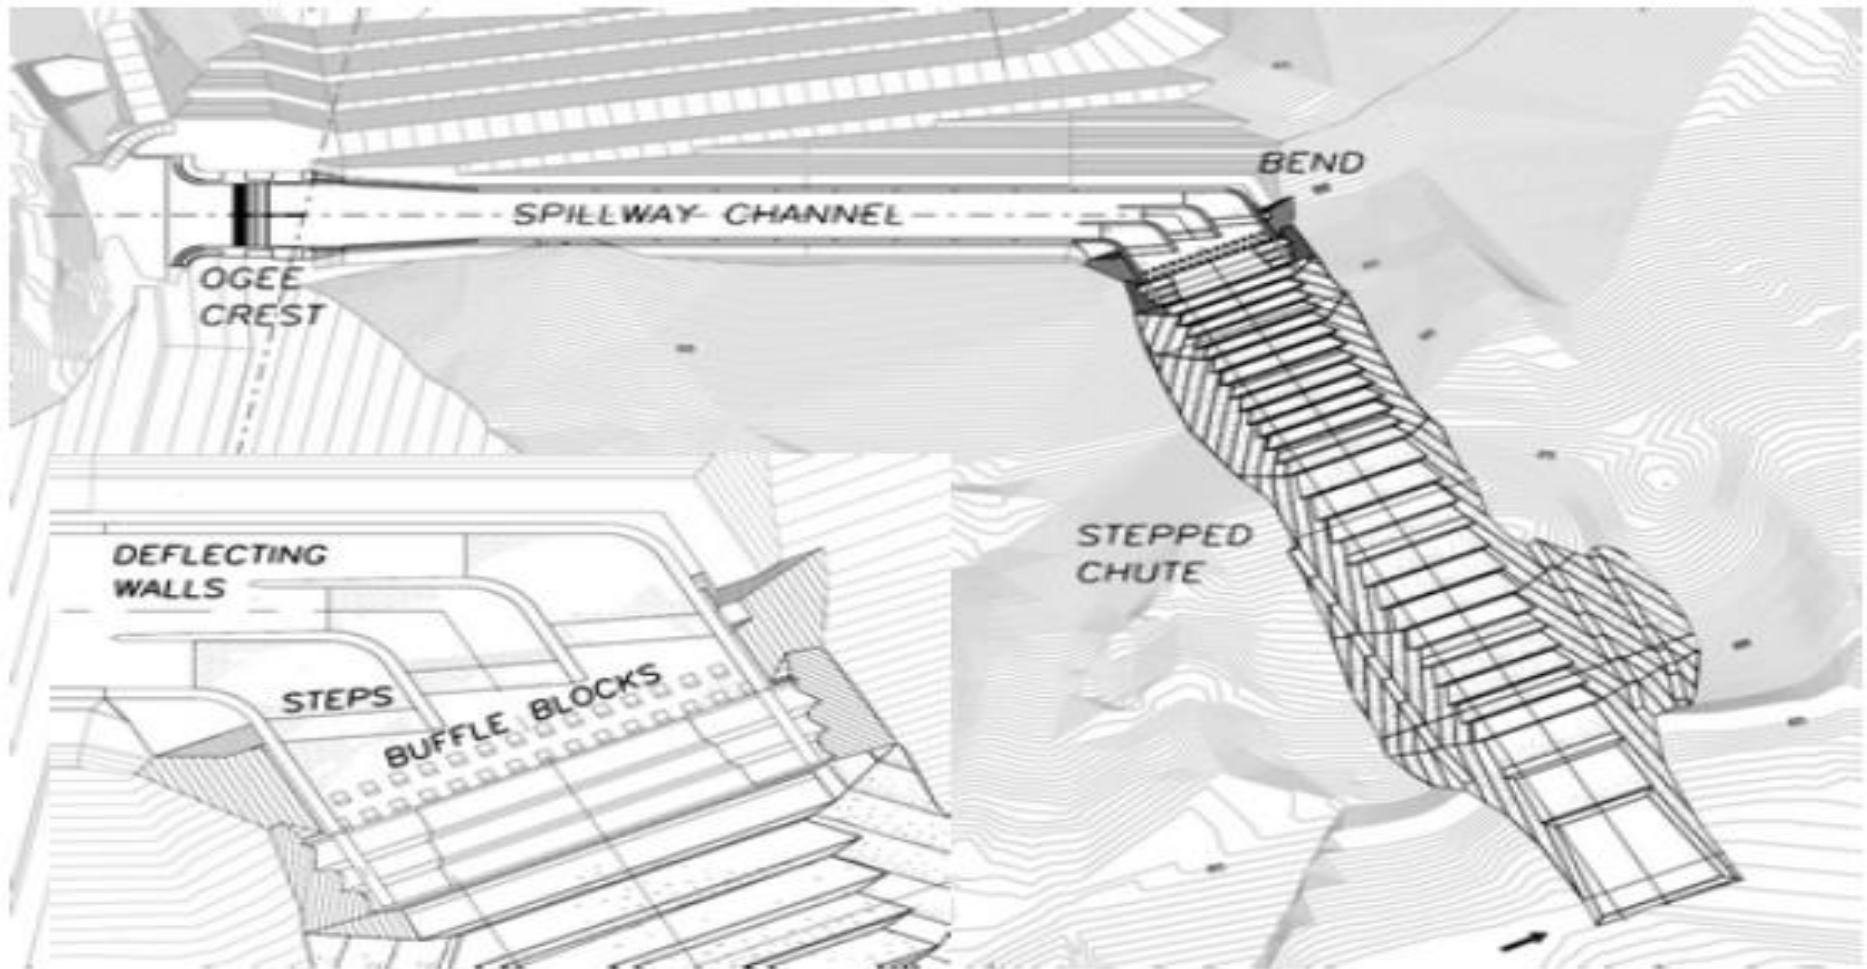 BEND
SPILLWAY CHANNEL
OGEE
CREST
DEFLECTING
WALLS
STEPPED
CHUTE
STEPS
BUFFLE BLOCKS